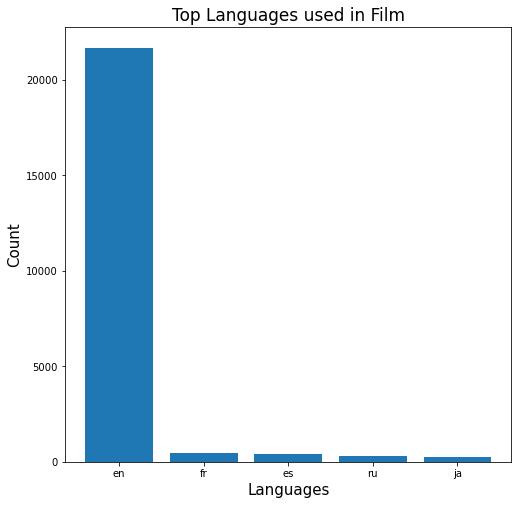 Top Languages used in Film
20000
15000
10000
5000
0
Count
en fr es ru ja
Languages